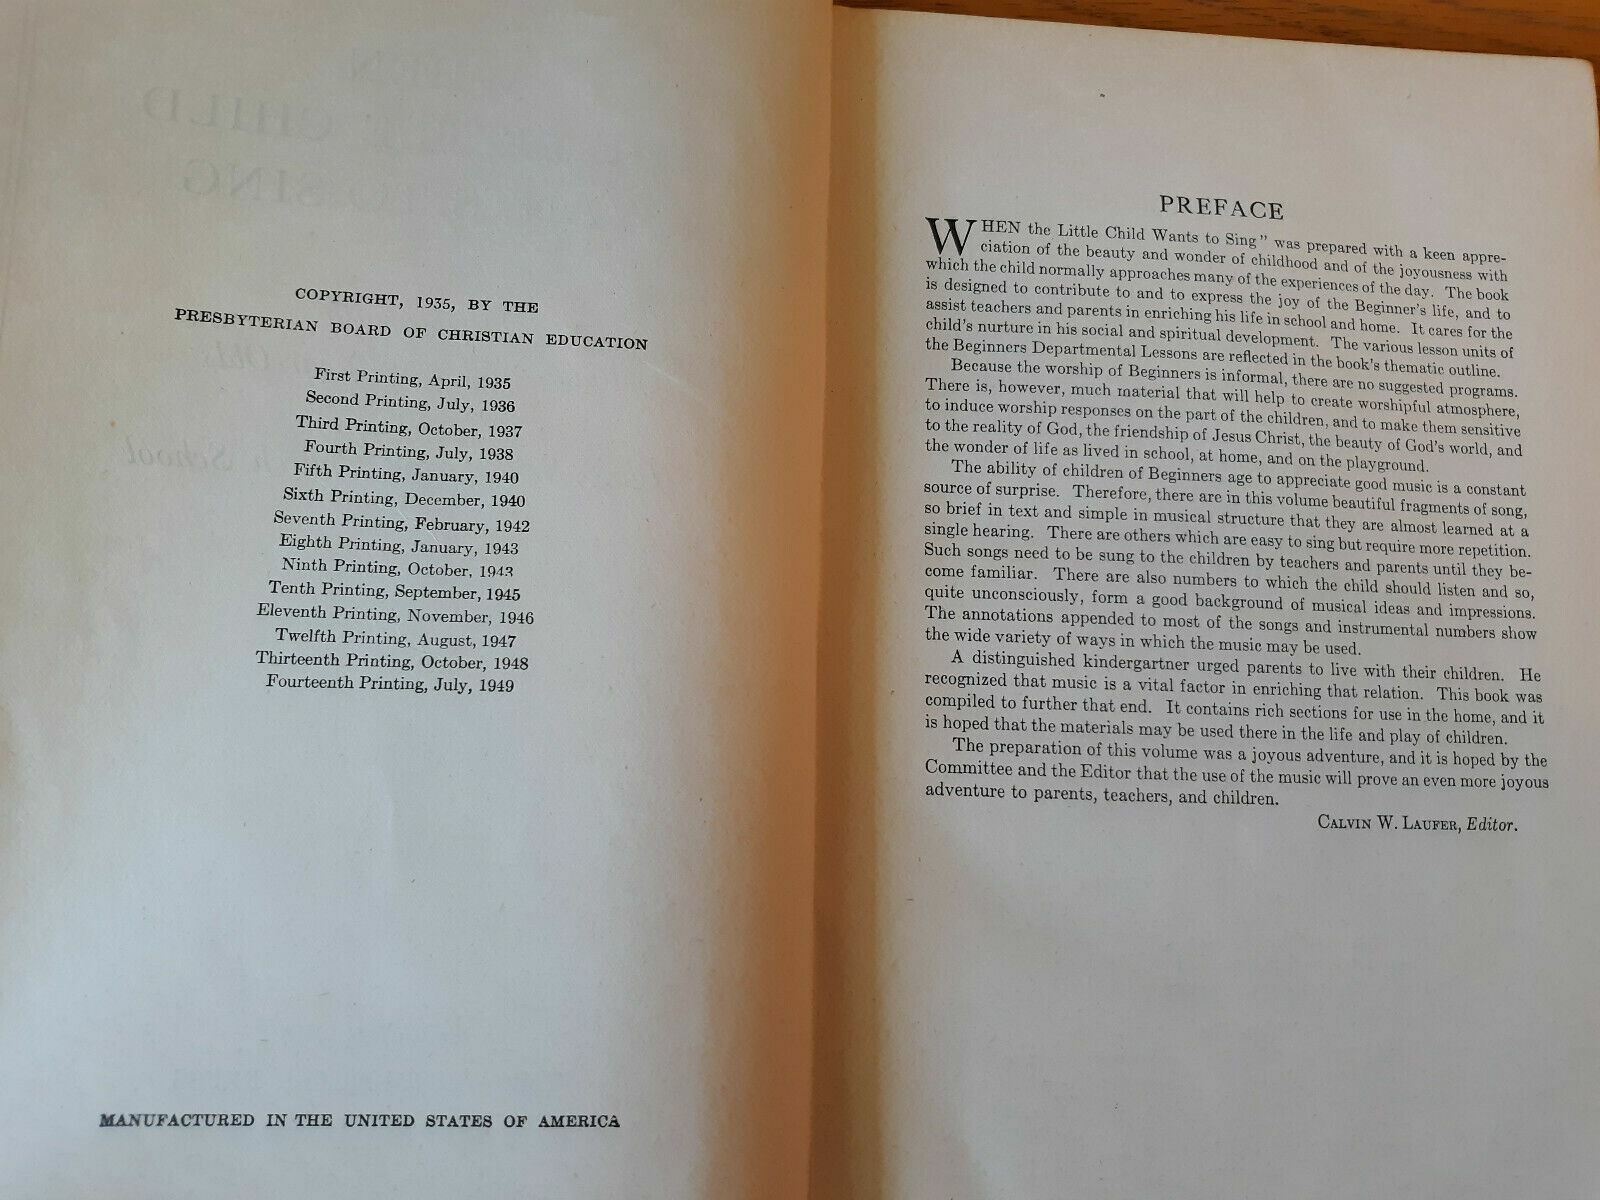 COPYRIGHT, 1935, BY THE
PRESBYTERIAN BOARD OF CHRISTIAN EDUCATION
First Printing, April, 1935
Second Printing, July, 1936
Third Printing, October, 1937
Fourth Printing, July, 1938
Fifth Printing, January, 1940
Sixth Printing, December, 1940
Seventh Printing, February, 1942
Eighth Printing, January, 1943
Ninth Printing, October, 1943
Tenth Printing, September, 1945
Eleventh Printing, November, 1946
Twelfth Printing, August, 1947
Thirteenth Printing, October, 1948
Fourteenth Printing, July, 1949
MANUFACTURED IN THE UNITED STATES OF AMERICA
PREFACE
WHEN the Little Child Wants to Sing" was prepared with a keen appre-
ciation of the beauty and wonder of childhood and of the joyousness with
which the child normally approaches many of the experiences of the day. The book
is designed to contribute to and to express the joy of the Beginner's life, and to
assist teachers and parents in enriching his life in school and home. It cares for the
child's nurture in his social and spiritual development. The various lesson units of
the Beginners Departmental Lessons are reflected in the book's thematic outline.
Because the worship of Beginners is informal, there are no suggested programs.
There is, however, much material that will help to create worshipful atmosphere,
to induce worship responses on the part of the children, and to make them sensitive
to the reality of God, the friendship of Jesus Christ, the beauty of God's world, and
the wonder of life as lived in school, at home, and on the playground.
The ability of children of Beginners age to appreciate good music is a constant
source of surprise. Therefore, there are in this volume beautiful fragments of song,
so brief in text and simple in musical structure that they are almost learned at a
single hearing. There are others which are easy to sing but require more repetition.
Such songs need to be sung to the children by teachers and parents until they be-
come familiar. There are also numbers to which the child should listen and so,
quite unconsciously, form a good background of musical ideas and impressions.
The annotations appended to most of the songs and instrumental numbers show
the wide variety of ways in which the music may be used.
A distinguished kindergartner urged parents to live with their children. He
recognized that music is a vital factor in enriching that relation. This book was
compiled to further that end. It contains rich sections for use in the home, and it
is hoped that the materials may be used there in the life and play of children.
The preparation of this volume was a joyous adventure, and it is hoped by the
Committee and the Editor that the use of the music will prove an even more joyous
adventure to parents, teachers, and children.
CALVIN W. LAUFER, Editor.